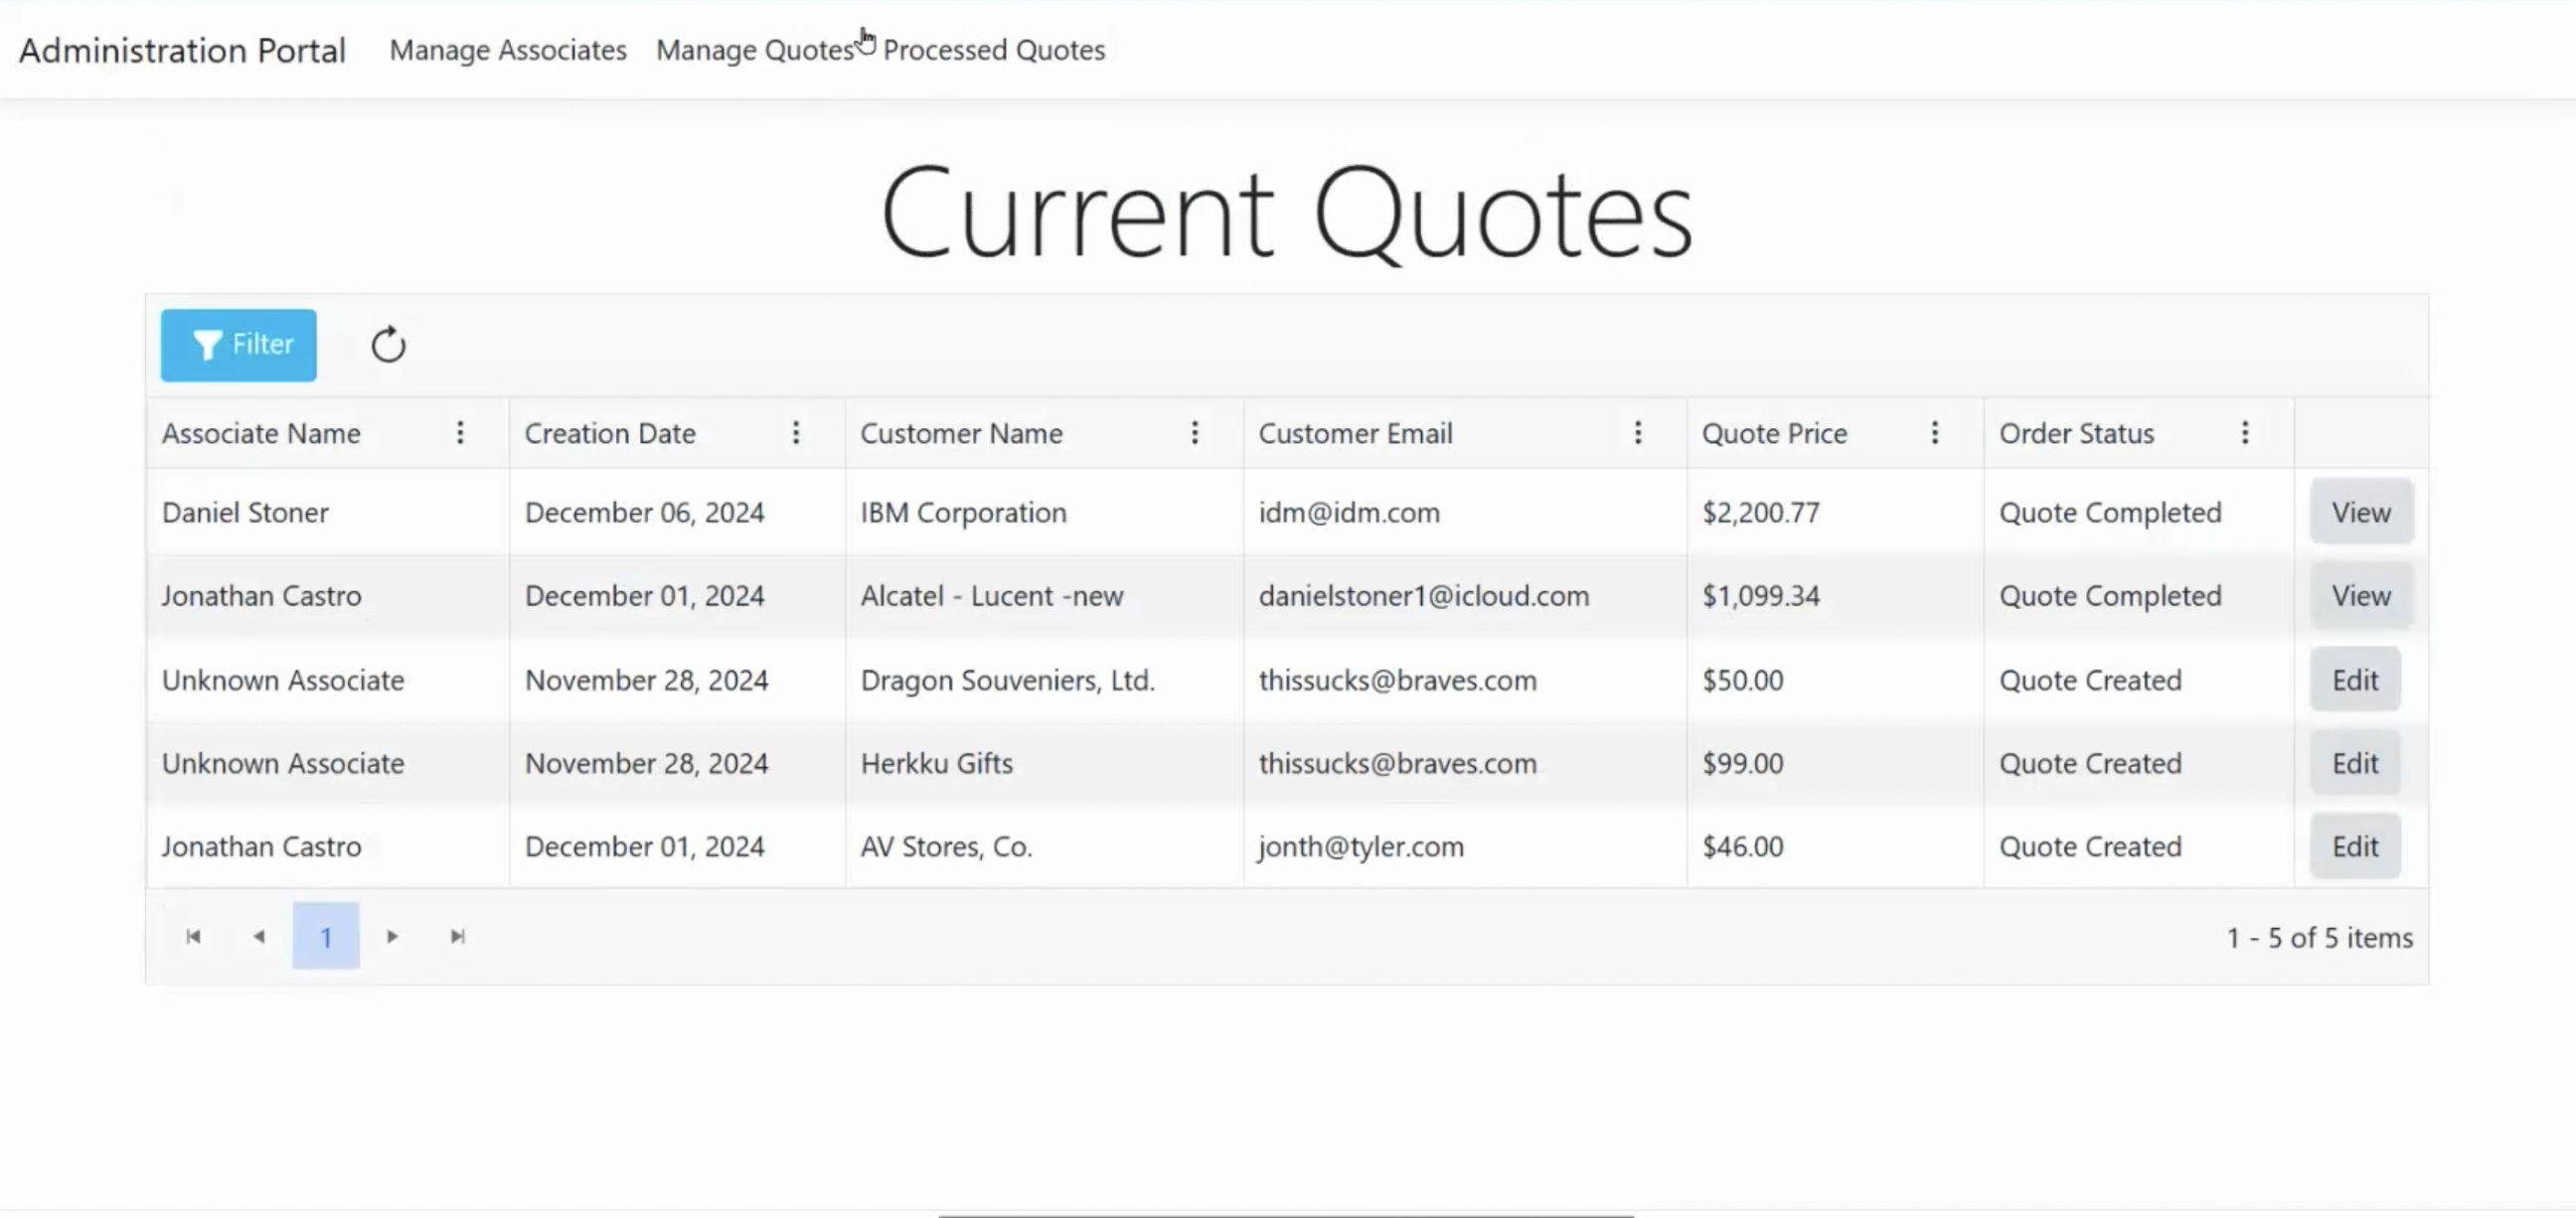 Administration Portal Manage Associates Manage Quotes Processed Quotes
Current Quotes
Filter
Associate Name Creation Date Customer Name Customer Email Quote Price Order Status
Daniel Stoner December 06, 2024 IBM Corporation idm@idm.com $2,200.77 Quote Completed View
Jonathan Castro December 01, 2024 Alcatel - Lucent -new danielstoner1@icloud.com $1,099.34 Quote Completed View
Unknown Associate November 28, 2024 Dragon Souveniers, Ltd. thissucks@braves.com $50.00 Quote Created Edit
Unknown Associate November 28, 2024 Herkku Gifts thissucks@braves.com $99.00 Quote Created Edit
Jonathan Castro December 01, 2024 AV Stores, Co. jonth@tyler.com $46.00 Quote Created Edit
1 1 - 5 of 5 items